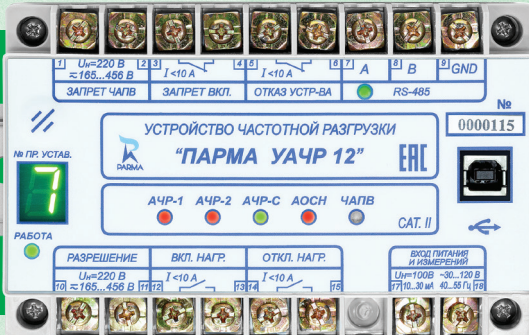 1 Uн=220 В 2 3 4 5 6 7 A 8 B 9 GND
≂165...456 В I<10 А I<10 А
ЗАПРЕТ ЧАПВ ЗАПРЕТ ВКЛ. ОТКАЗ УСТР-ВА RS-485
№
0000115
УСТРОЙСТВО ЧАСТОТНОЙ РАЗГРУЗКИ
"ПАРМА УАЧР 12"
PARMA
EAC
№ ПР. УСТАВ.
7
АЧР-1 АЧР-2 АЧР-С АОСН ЧАПВ
CAT. II
РАБОТА
РАЗРЕШЕНИЕ ВКЛ. НАГР. ОТКЛ. НАГР. ВХОД ПИТАНИЯ
И ИЗМЕРЕНИЙ
Uн=220 В I<10 А I<10 А Uн=100В ~30...120 В
10 ≂165...456 В 11 12 13 14 15 17 10...30 мА 40...55 Гц 18